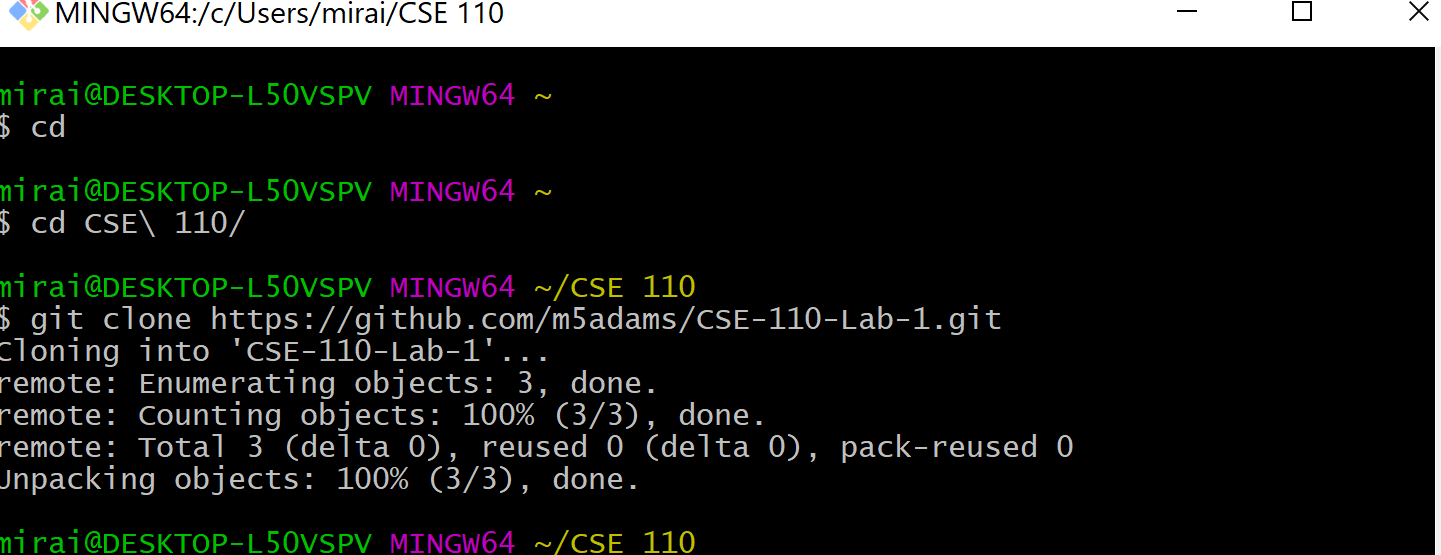 MINGW64:/c/Users/mirai/CSE 110
mirai@DESKTOP-L50VSPV MINGW64 ~
$ cd
mirai@DESKTOP-L50VSPV MINGW64 ~
$ cd CSE\ 110/
mirai@DESKTOP-L50VSPV MINGW64 ~/CSE 110
$ git clone https://github.com/m5adams/CSE-110-Lab-1.git
Cloning into 'CSE-110-Lab-1'...
remote: Enumerating objects: 3, done.
remote: Counting objects: 100% (3/3), done.
remote: Total 3 (delta 0), reused 0 (delta 0), pack-reused 0
Unpacking objects: 100% (3/3), done.
mirai@DESKTOP-L50VSPV MINGW64 ~/CSE 110